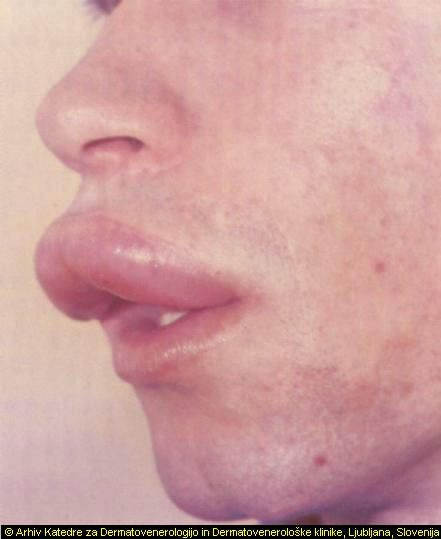 © Arhiv Katedre za Dermatovenerologijo in Dermatovenerološke klinike, Ljubljana, Slovenija